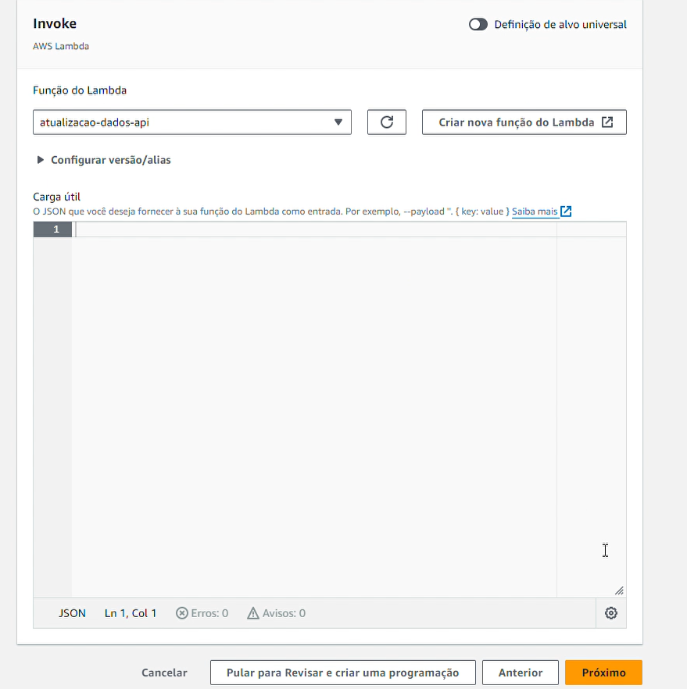 Invoke
Definição de alvo universal
AWS Lambda
Função do Lambda
atualizacao-dados-api
Criar nova função do Lambda
Configurar versão/alias
Carga útil
O JSON que você deseja fornecer à sua função do Lambda como entrada. Por exemplo, --payload ''. { key: value } Saiba mais
1
JSON Ln 1, Col 1 Erros: 0 Avisos: 0
Cancelar Pular para Revisar e criar uma programação Anterior Próximo